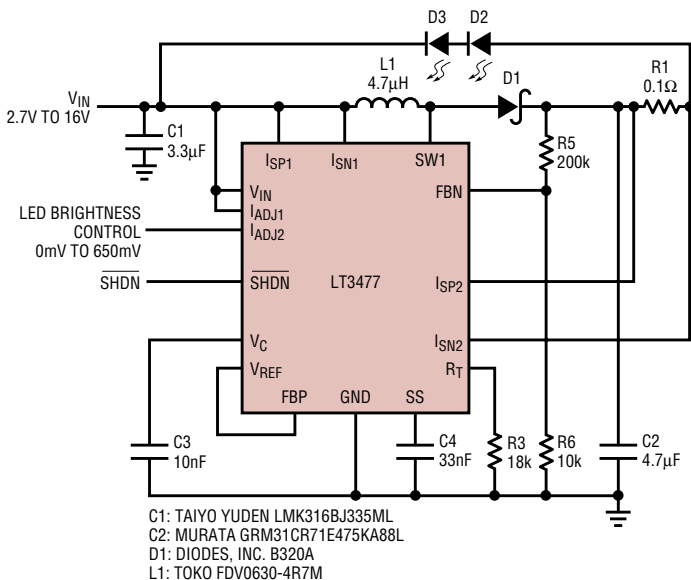 D3
D2
L1
4.7µH
D1
R1
0.1Ω
VIN
2.7V TO 16V
C1
3.3µF
ISP1
ISN1
SW1
R5
200k
VIN
FBN
IADJ1
LED BRIGHTNESS
CONTROL
0mV TO 650mV
IADJ2
SHDN
SHDN
LT3477
ISP2
VC
ISN2
VREF
RT
FBP
GND
SS
C3
10nF
C4
33nF
R3
18k
R6
10k
C2
4.7µF
C1: TAIYO YUDEN LMK316BJ335ML
C2: MURATA GRM31CR71E475KA88L
D1: DIODES, INC. B320A
L1: TOKO FDV0630-4R7M